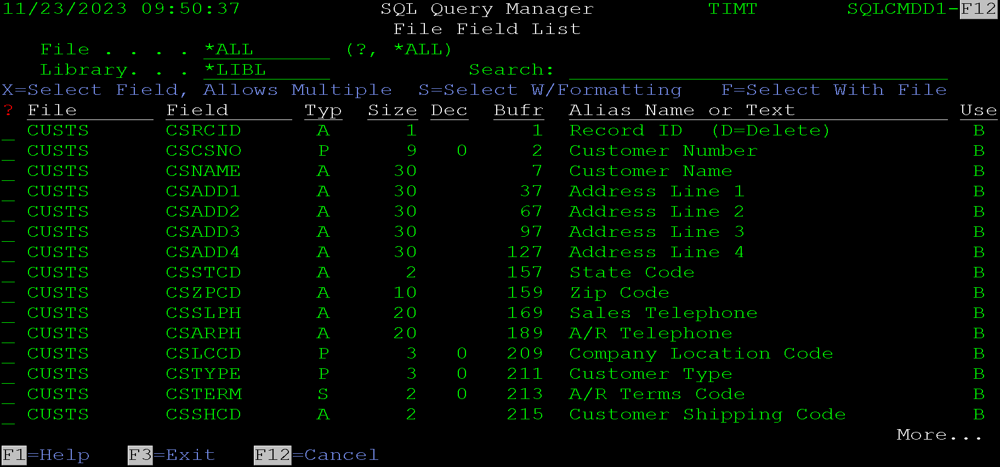 11/23/2023 09:50:37 SQL Query Manager TIMT SQLCMDD1-F12
File Field List
File . . . . *ALL (?, *ALL)
Library. . . *LIBL Search:
X=Select Field, Allows Multiple S=Select W/Formatting F=Select With File
? File Field Typ Size Dec Bufr Alias Name or Text Use
_ CUSTS CSRCID A 1 1 Record ID (D=Delete) B
_ CUSTS CSCSNO P 9 0 2 Customer Number B
_ CUSTS CSNAME A 30 7 Customer Name B
_ CUSTS CSADD1 A 30 37 Address Line 1 B
_ CUSTS CSADD2 A 30 67 Address Line 2 B
_ CUSTS CSADD3 A 30 97 Address Line 3 B
_ CUSTS CSADD4 A 30 127 Address Line 4 B
_ CUSTS CSSTCD A 2 157 State Code B
_ CUSTS CSZPCD A 10 159 Zip Code B
_ CUSTS CSSLPH A 20 169 Sales Telephone B
_ CUSTS CSARPH A 20 189 A/R Telephone B
_ CUSTS CSLCCD P 3 0 209 Company Location Code B
_ CUSTS CSTYPE P 3 0 211 Customer Type B
_ CUSTS CSTERM S 2 0 213 A/R Terms Code B
_ CUSTS CSSHCD A 2 215 Customer Shipping Code B
More...
F1=Help F3=Exit F12=Cancel